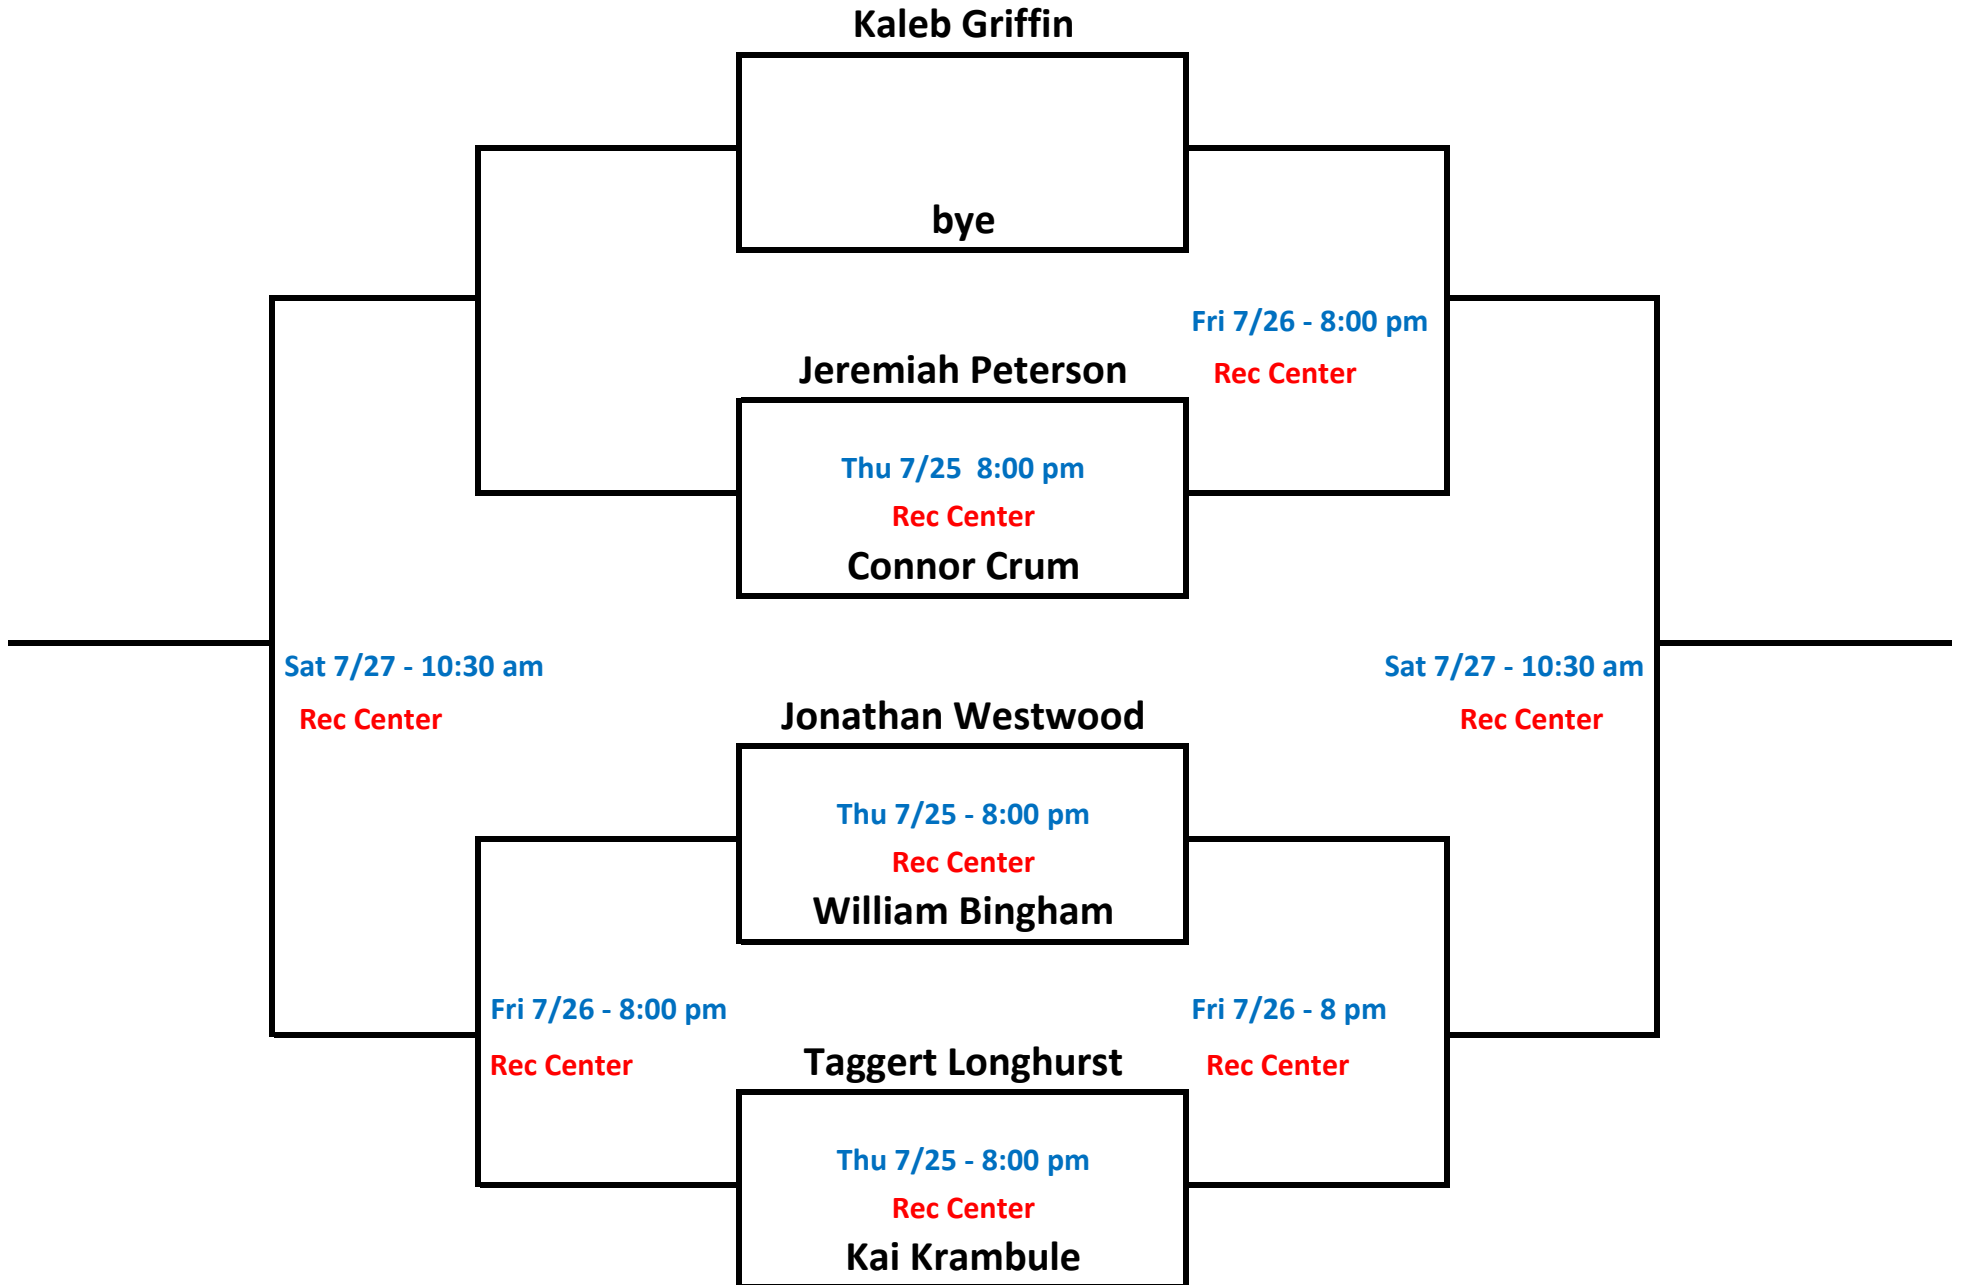 Kaleb Griffin
bye
Fri 7/26 - 8:00 pm
Rec Center
Jeremiah Peterson
Thu 7/25  8:00 pm
Rec Center
Connor Crum
Sat 7/27 - 10:30 am
Rec Center
Sat 7/27 - 10:30 am
Rec Center
Jonathan Westwood
Thu 7/25 - 8:00 pm
Rec Center
William Bingham
Fri 7/26 - 8:00 pm
Rec Center
Fri 7/26 - 8 pm
Rec Center
Taggert Longhurst
Thu 7/25 - 8:00 pm
Rec Center
Kai Krambule